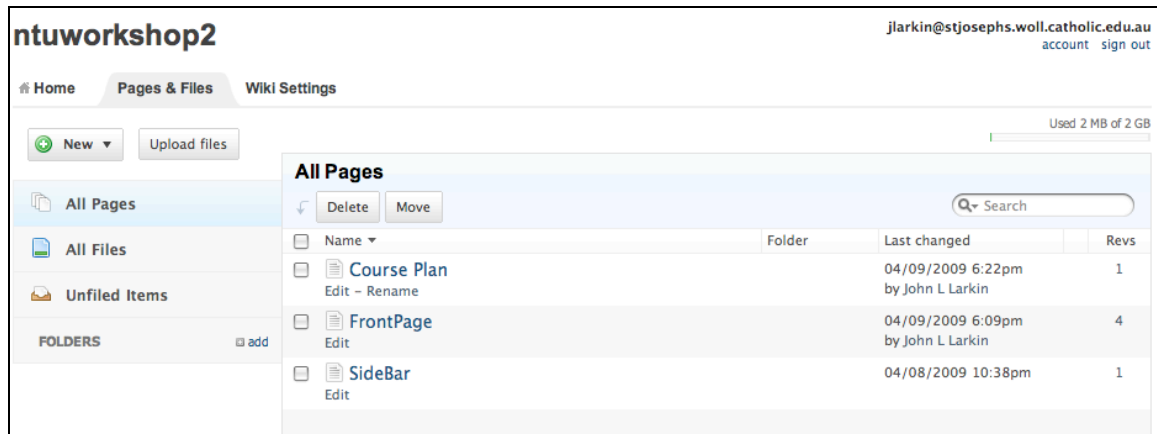 ntuworkshop2
jlarkin@stjosephs.woll.catholic.edu.au
account sign out
Home Pages & Files Wiki Settings
Used 2 MB of 2 GB
New Upload files
All Pages
Delete Move Search
All Pages
All Files
Unfiled Items
FOLDERS add
Name Folder Last changed Revs
Course Plan 04/09/2009 6:22pm 1
Edit – Rename by John L Larkin
FrontPage 04/09/2009 6:09pm 4
Edit by John L Larkin
SideBar 04/08/2009 10:38pm 1
Edit